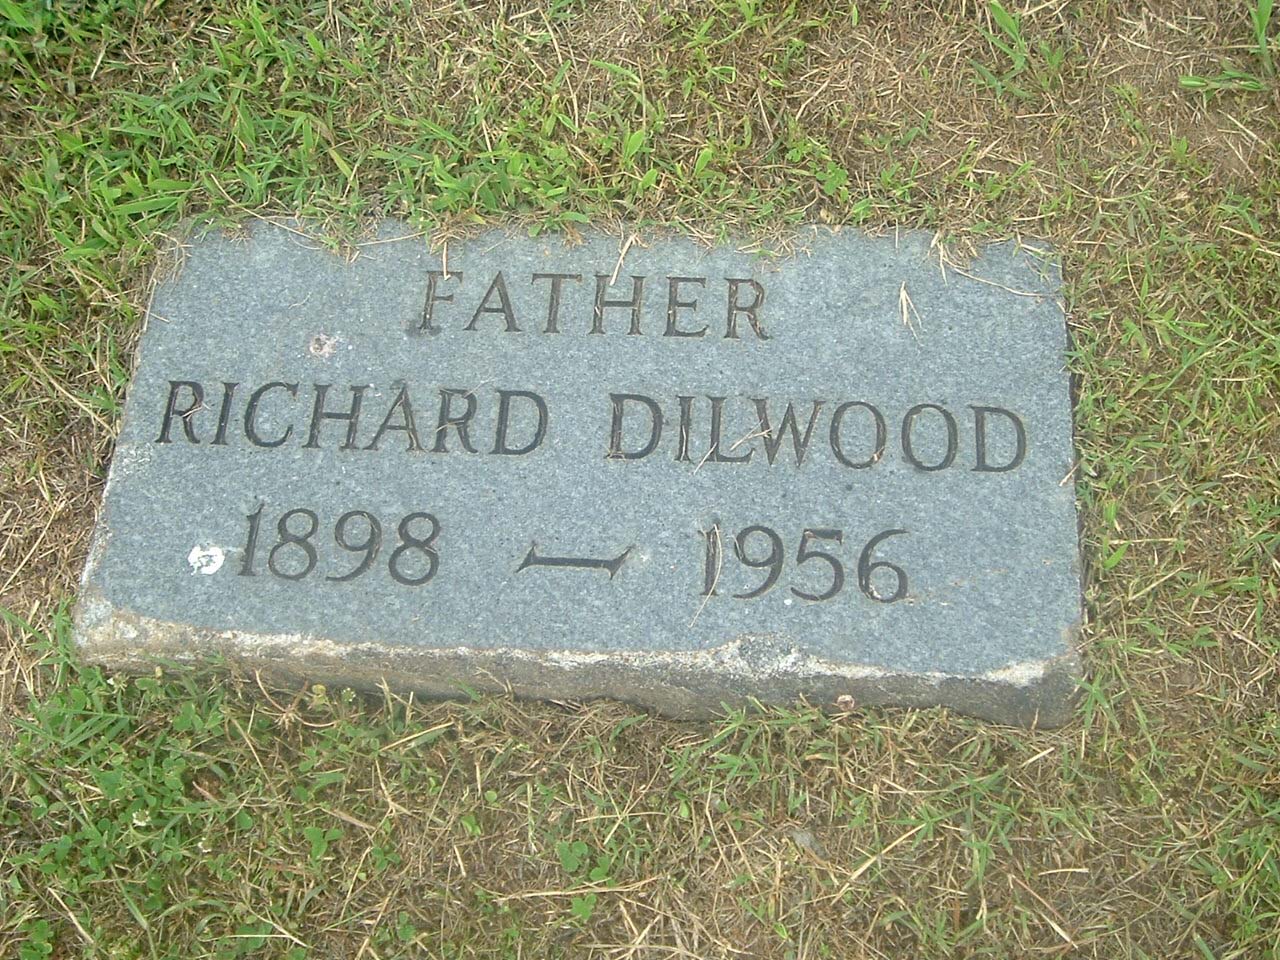 FATHER
RICHARD DILWOOD
1898 — 1956